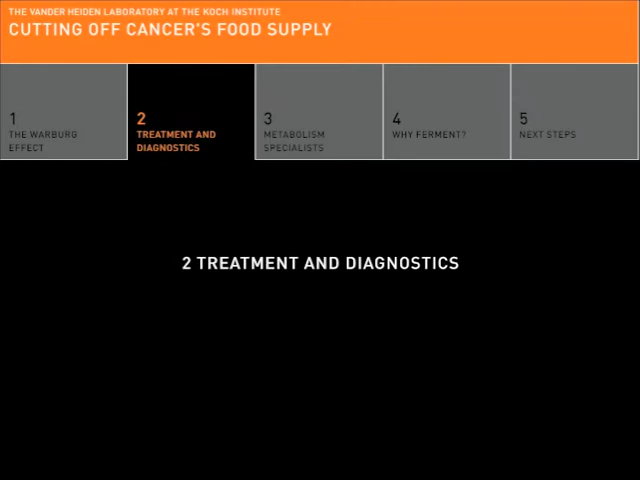 THE VANDER HEIDEN LABORATORY AT THE KOCH INSTITUTE
CUTTING OFF CANCER'S FOOD SUPPLY
1
THE WARBURG
EFFECT
2
TREATMENT AND
DIAGNOSTICS
3
METABOLISM
SPECIALISTS
4
WHY FERMENT?
5
NEXT STEPS
2 TREATMENT AND DIAGNOSTICS